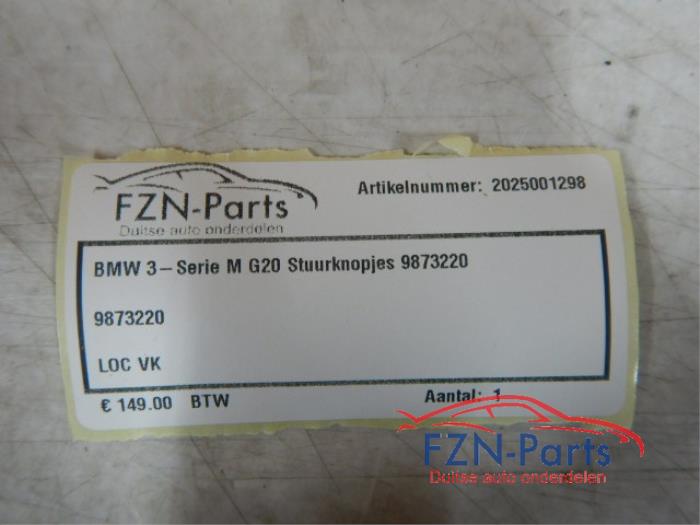 FZN-Parts
Duitse auto onderdelen
Artikelnummer: 2025001298
BMW 3-Serie M G20 Stuurknopjes 9873220
9873220
LOC VK
€ 149.00 BTW
Aantal: 1
FZN-Parts
Duitse auto onderdelen